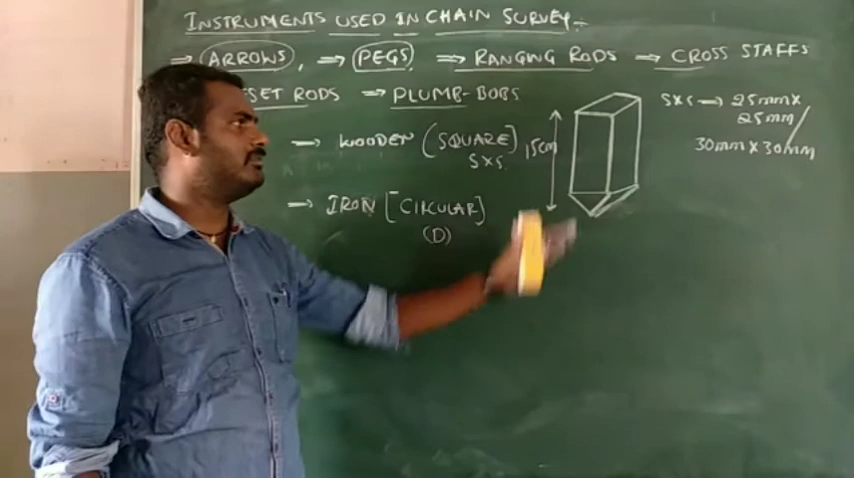 INSTRUMENTS USED IN CHAIN SURVEY :-
⇒ ARROWS, ⇒ PEGS ⇒ RANGING RODS → CROSS STAFFS
SET RODS → PLUMB-BOBS
→ WOODEN [SQUARE]
S×S
→ IRON [CIRCULAR]
(D)
15cm
S×S → 25mm×
25mm /
30mm × 30mm